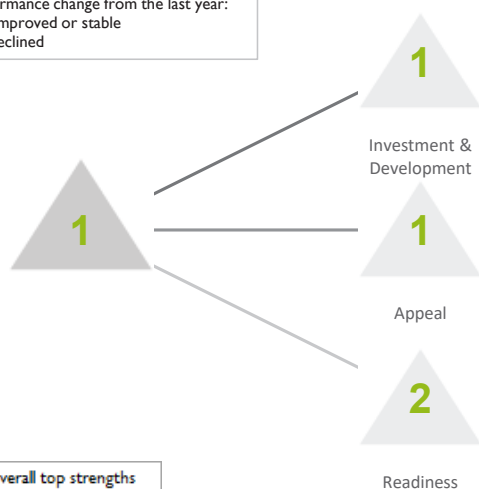 rmance change from the last year:
mproved or stable
eclined
1
Investment &
Development
1
1
Appeal
2
Readiness
verall top strengths